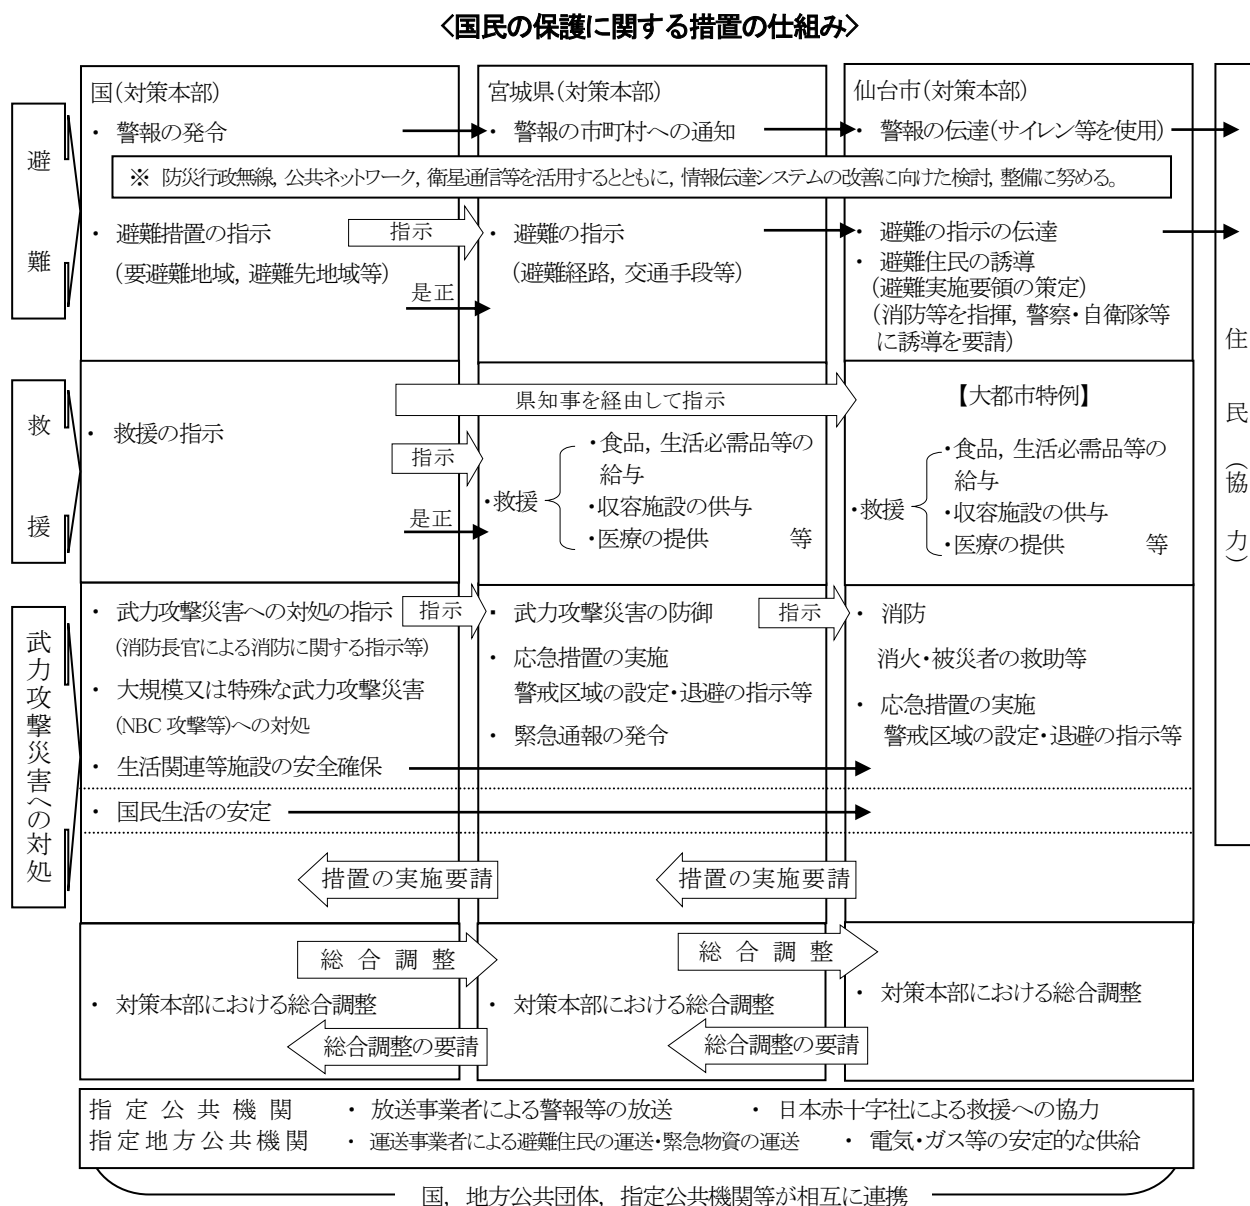 <国民の保護に関する措置の仕組み>
避難
国(対策本部)
・ 警報の発令
宮城県(対策本部)
・ 警報の市町村への通知
仙台市(対策本部)
・ 警報の伝達(サイレン等を使用)
※ 防災行政無線, 公共ネットワーク, 衛星通信等を活用するとともに, 情報伝達システムの改善に向けた検討, 整備に努める。
・ 避難措置の指示
(要避難地域, 避難先地域等)
指示
是正
・ 避難の指示
(避難経路, 交通手段等)
・ 避難の指示の伝達
・ 避難住民の誘導
(避難実施要領の策定)
(消防等を指揮, 警察・自衛隊等
に誘導を要請)
住民(協力)
救援
・ 救援の指示
県知事を経由して指示
指示
是正
・救援
・食品, 生活必需品等の
給与
・収容施設の供与
・医療の提供 等
【大都市特例】
・救援
・食品, 生活必需品等の
給与
・収容施設の供与
・医療の提供 等
武力攻撃災害への対処
・ 武力攻撃災害への対処の指示
(消防長官による消防に関する指示等)
・ 大規模又は特殊な武力攻撃災害
(NBC 攻撃等)への対処
・ 生活関連等施設の安全確保
・ 国民生活の安定
指示
・ 武力攻撃災害の防御
・ 応急措置の実施
警戒区域の設定・退避の指示等
・ 緊急通報の発令
指示
・ 消防
消火・被災者の救助等
・ 応急措置の実施
警戒区域の設定・退避の指示等
措置の実施要請
措置の実施要請
総合調整
総合調整
・ 対策本部における総合調整
・ 対策本部における総合調整
・ 対策本部における総合調整
総合調整の要請
総合調整の要請
指定公共機関 ・ 放送事業者による警報等の放送 ・ 日本赤十字社による救援への協力
指定地方公共機関 ・ 運送事業者による避難住民の運送・緊急物資の運送 ・ 電気・ガス等の安定的な供給
国, 地方公共団体, 指定公共機関等が相互に連携